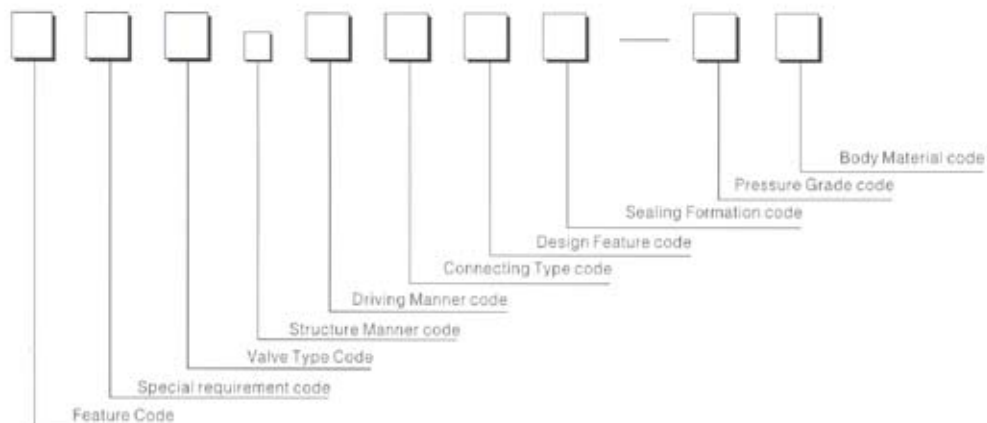 Body Material code
Pressure Grade code
Sealing Formation code
Design Feature code
Connecting Type code
Driving Manner code
Structure Manner code
Valve Type Code
Special requirement code
Feature Code